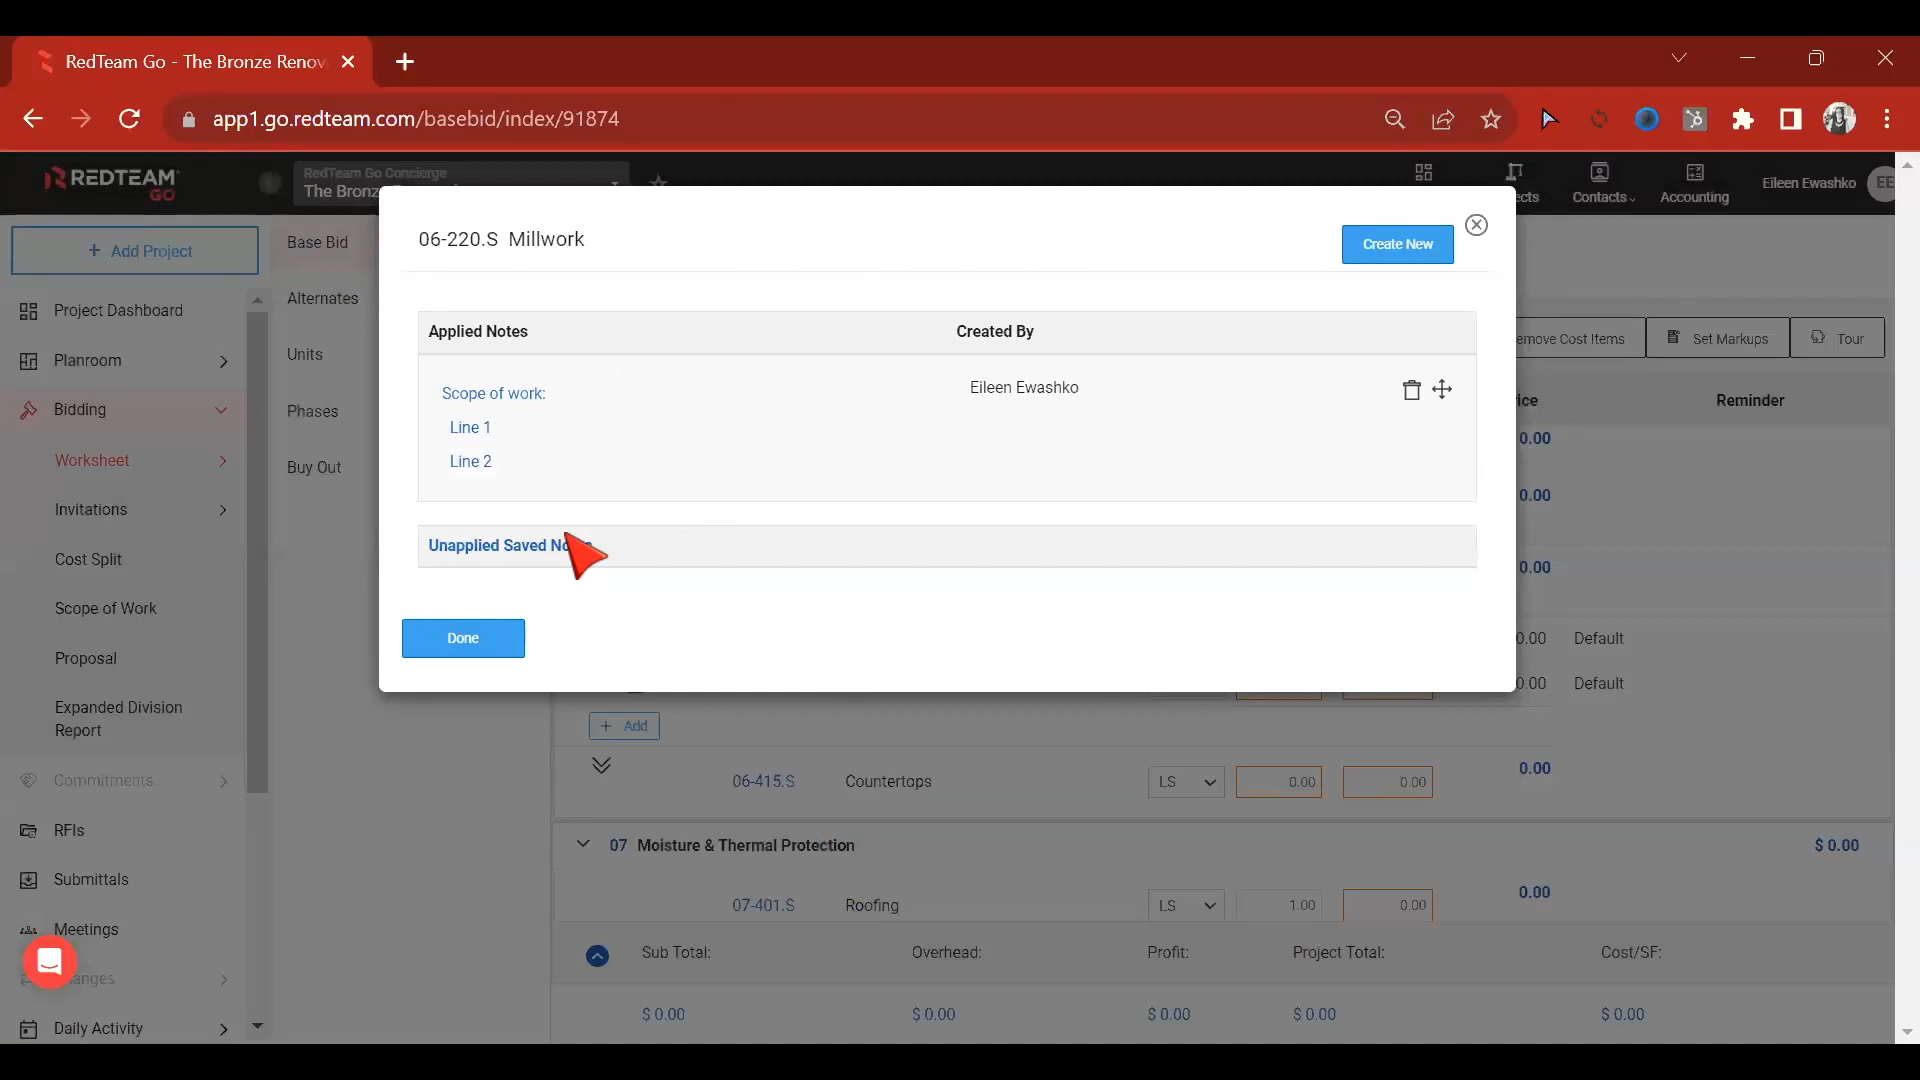 RedTeam Go - The Bronze Renov
app1.go.redteam.com/basebid/index/91874
REDTEAM GO
RedTeam Go Concierge
The Bronze
Contacts
Accounting
Eileen Ewashko
EE
+ Add Project
Project Dashboard
Planroom
Bidding
Worksheet
Invitations
Cost Split
Scope of Work
Proposal
Expanded Division
Report
Commitments
RFIs
Submittals
Meetings
Daily Activity
Base Bid
Alternates
Units
Phases
Buy Out
06-220.S Millwork
Create New
Applied Notes
Created By
Scope of work:
Line 1
Line 2
Eileen Ewashko
Unapplied Saved
Done
emove Cost Items
Set Markups
Tour
ice
Reminder
0.00
0.00
0.00
0.00 Default
0.00 Default
+ Add
06-415.S Countertops LS 0.00 0.00 0.00
07 Moisture & Thermal Protection $ 0.00
07-401.S Roofing LS 1.00 0.00 0.00
Sub Total: Overhead: Profit: Project Total: Cost/SF:
$ 0.00 $ 0.00 $ 0.00 $ 0.00 $ 0.00